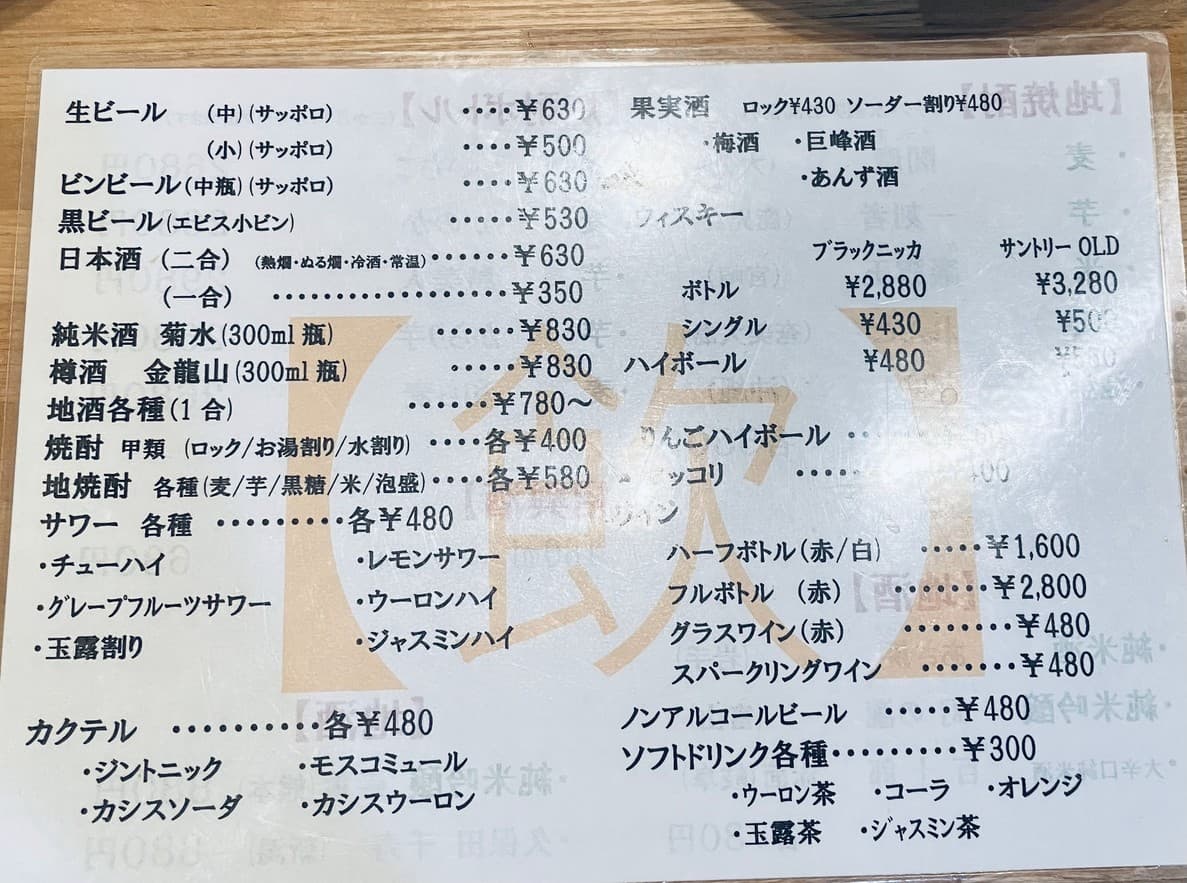 生ビール (中)(サッポロ) ････¥630
(小)(サッポロ) ････¥500
ビンビール(中瓶)(サッポロ) ････¥630
黒ビール(エビス小ビン) ･････¥530
日本酒 (二合) (熱燗・ぬる燗・冷酒・常温)･･････¥630
(一合) ･･････････････････¥350
純米酒 菊水(300ml瓶) ･･････¥830
樽酒 金龍山(300ml瓶) ･････¥830
地酒各種(1合) ･･････¥780～
焼酎 甲類 (ロック/お湯割り/水割り) ････各¥400
地焼酎 各種(麦/芋/黒糖/米/泡盛)････各¥580
サワー 各種 ･････････各¥480
・チューハイ ・レモンサワー
・グレープフルーツサワー ・ウーロンハイ
・玉露割り ・ジャスミンハイ
カクテル ･･････････各¥480
・ジントニック ・モスコミュール
・カシスソーダ ・カシスウーロン
果実酒 ロック¥430 ソーダー割り¥480
・梅酒 ・巨峰酒
・あんず酒
ウィスキー
ブラックニッカ サントリーOLD
ボトル ¥2,880 ¥3,280
シングル ¥430
ハイボール ¥480
りんごハイボール
ワイン
ハーフボトル(赤/白) ･････¥1,600
フルボトル (赤) ･･･････¥2,800
グラスワイン(赤) ････････¥480
スパークリングワイン ･･･････¥480
ノンアルコールビール ･････¥480
ソフトドリンク各種･････････¥300
・ウーロン茶 ・コーラ ・オレンジ
・玉露茶 ・ジャスミン茶
【飲】